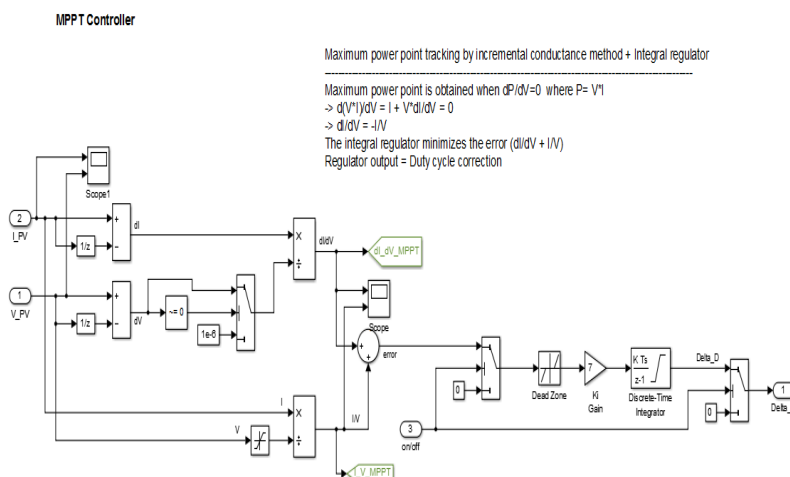 MPPT Controller
Maximum power point tracking by incremental conductance method + Integral regulator
Maximum power point is obtained when dP/dV=0 where P= V*I
-> d(V*I)/dV = I + V*dI/dV = 0
-> dI/dV = -I/V
The integral regulator minimizes the error (dI/dV + I/V)
Regulator output = Duty cycle correction
Scope1
2
I_PV
+
-
dI
1/z
×
÷
dI/dV
dI_dV_MPPT
1
V_PV
+
-
dV
1/z
~= 0
1e-6
Scope
+
+
error
0
Dead Zone
7
Ki
Gain
K Ts
z-1
Discrete-Time
Integrator
Delta_D
0
1
Delta_
I
V
×
÷
I/V
3
on/off
I_V_MPPT